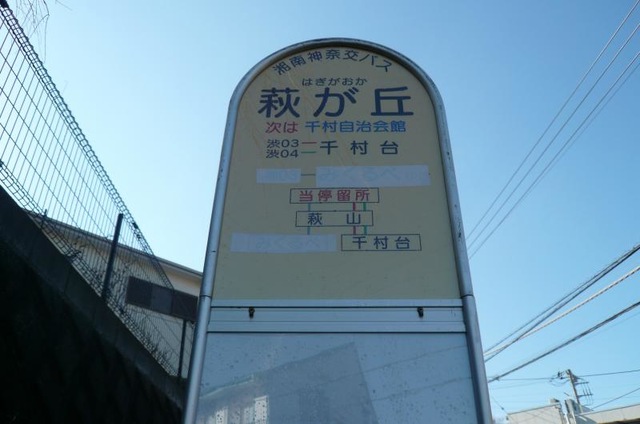 湘南神奈交バス
はぎがおか
萩が丘
次は 千村自治会館
渋03
渋04 千村台
当停留所
萩山
千村台